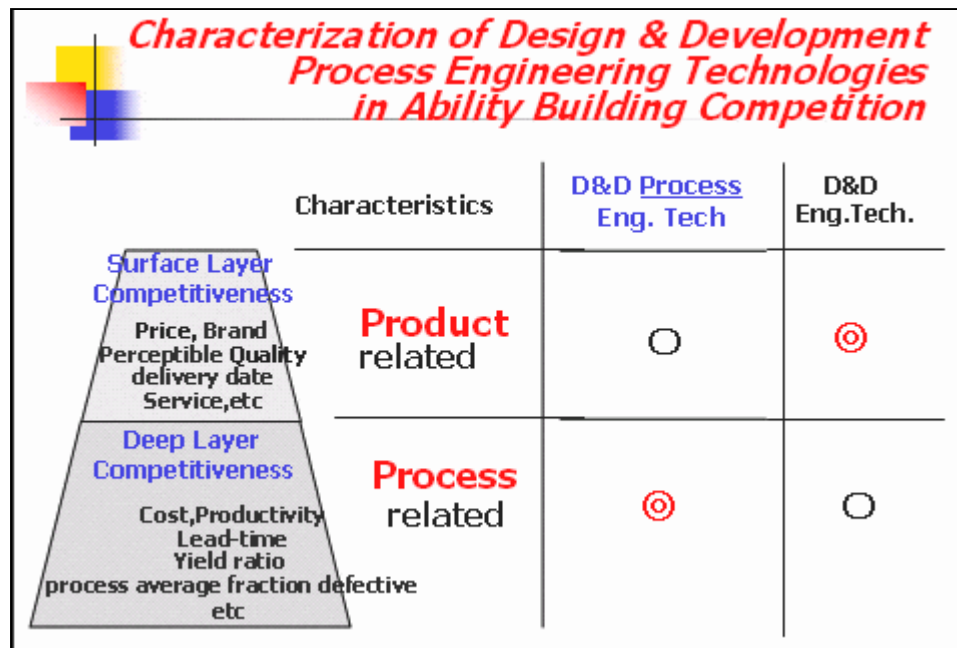 Characterization of Design & Development
Process Engineering Technologies
in Ability Building Competition
Characteristics
D&D Process
Eng. Tech
D&D
Eng.Tech.
Surface Layer
Competitiveness
Price, Brand
Perceptible Quality
delivery date
Service,etc
Product
related
○
◎
Deep Layer
Competitiveness
Cost,Productivity
Lead-time
Yield ratio
process average fraction defective
etc
Process
related
◎
○